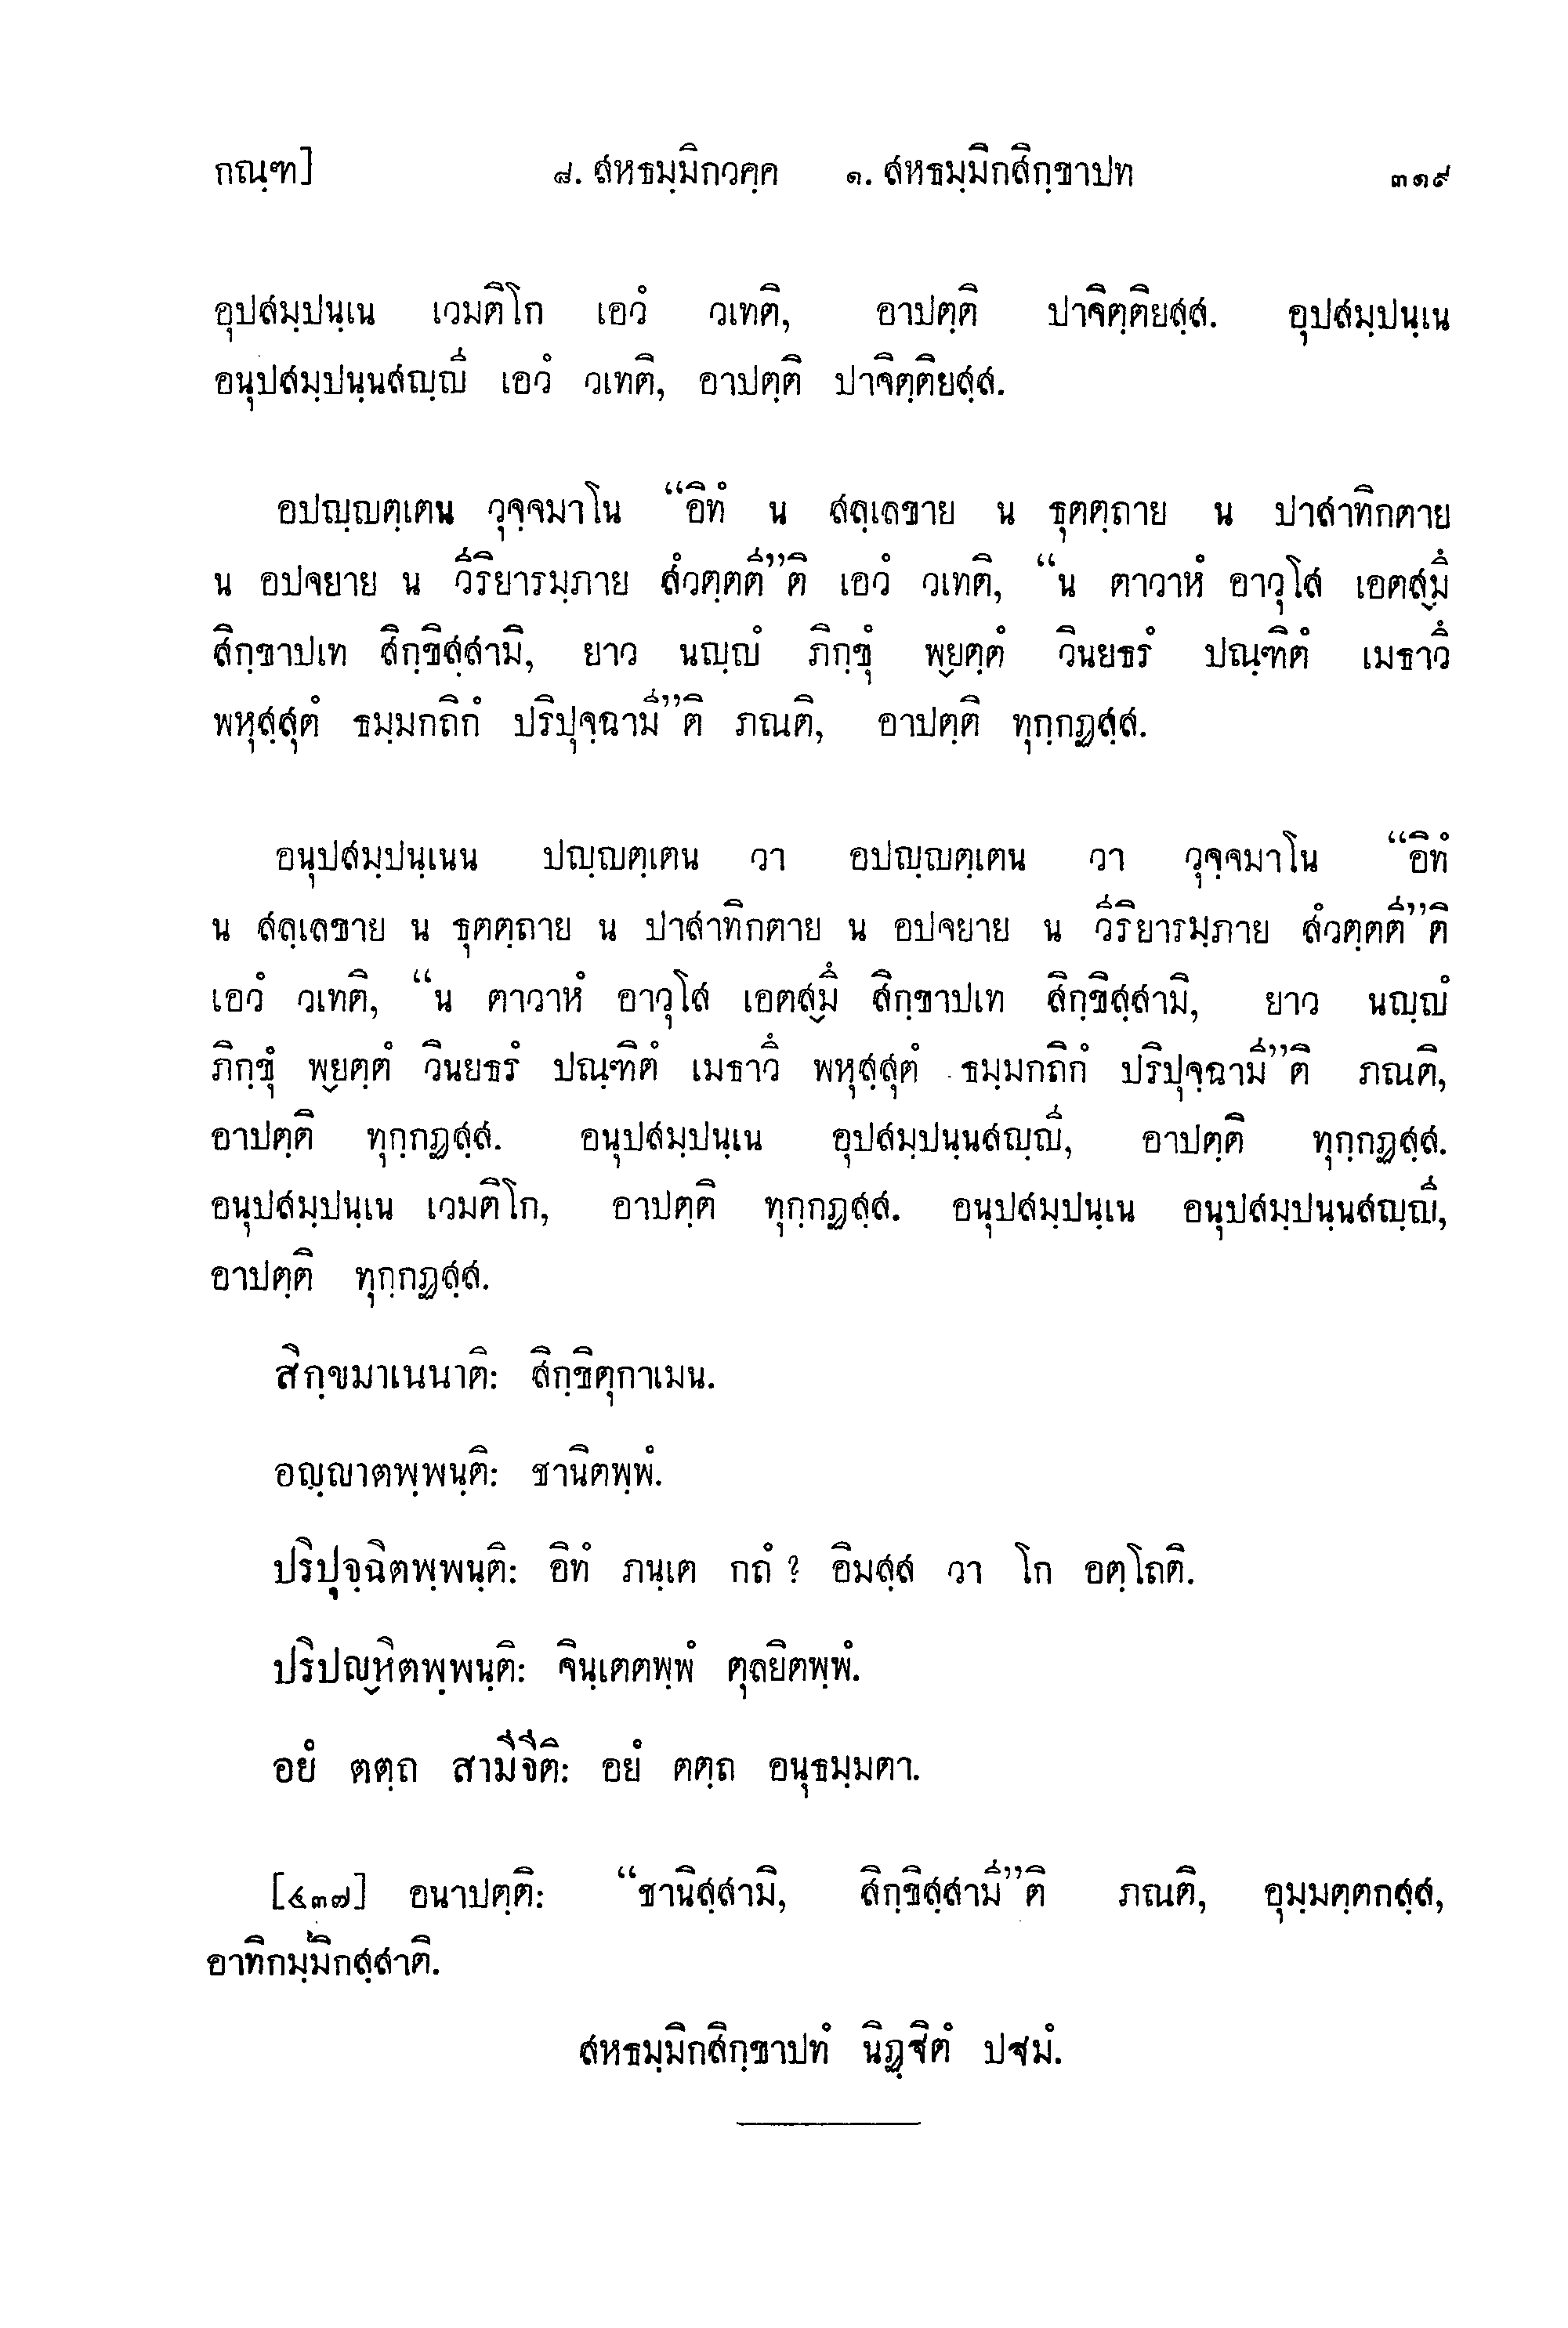 กณฺฑ] ๘. สหธมฺมิกวคฺค ๑. สหธมฺมิกสิกฺขาปท ๓๑๙
อุปสมฺปนฺเน เวมติโก เอวํ วเทติ, อาปตฺติ ปาจิตฺติยสฺส. อุปสมฺปนฺเน
อนุปสมฺปนฺนสญฺญี เอวํ วเทติ, อาปตฺติ ปาจิตฺติยสฺส.
อปญฺญตฺเตน วุจฺจมาโน “อิทํ น สลฺเลขาย น ธุตตฺถาย น ปาสาทิกตาย
น อปจยาย น วีริยารมฺภาย สํวตฺตตี”ติ เอวํ วเทติ, “น ตาวาหํ อาวุโส เอตสฺมึ
สิกฺขาปเท สิกฺขิสฺสามิ, ยาว นญฺญํ ภิกฺขุํ พฺยตฺตํ วินยธรํ ปณฺฑิตํ เมธาวึ
พหุสฺสุตํ ธมฺมกถิกํ ปริปุจฺฉามี”ติ ภณติ, อาปตฺติ ทุกฺกฏสฺส.
อนุปสมฺปนฺเนน ปญฺญตฺเตน วา อปญฺญตฺเตน วา วุจฺจมาโน “อิทํ
น สลฺเลขาย น ธุตตฺถาย น ปาสาทิกตาย น อปจยาย น วีริยารมฺภาย สํวตฺตตี”ติ
เอวํ วเทติ, “น ตาวาหํ อาวุโส เอตสฺมึ สิกฺขาปเท สิกฺขิสฺสามิ, ยาว นญฺญํ
ภิกฺขุํ พฺยตฺตํ วินยธรํ ปณฺฑิตํ เมธาวึ พหุสฺสุตํ ธมฺมกถิกํ ปริปุจฺฉามี”ติ ภณติ,
อาปตฺติ ทุกฺกฏสฺส. อนุปสมฺปนฺเน อุปสมฺปนฺนสญฺญี, อาปตฺติ ทุกฺกฏสฺส.
อนุปสมฺปนฺเน เวมติโก, อาปตฺติ ทุกฺกฏสฺส. อนุปสมฺปนฺเน อนุปสมฺปนฺนสญฺญี,
อาปตฺติ ทุกฺกฏสฺส.
สิกฺขมาเนนาติ: สิกฺขิตุกาเมน.
อญฺญาตพฺพนฺติ: ชานิตพฺพํ.
ปริปุจฺฉิตพฺพนฺติ: อิทํ ภนฺเต กถํ ? อิมสฺส วา โก อตฺโถติ.
ปริปญฺหิตพฺพนฺติ: จินฺเตตพฺพํ ตุลยิตพฺพํ.
อยํ ตตฺถ สามีจีติ: อยํ ตตฺถ อนุธมฺมตา.
[๔๓๗] อนาปตฺติ: “ชานิสฺสามิ, สิกฺขิสฺสามี”ติ ภณติ, อุมฺมตฺตกสฺส,
อาทิกมฺมิกสฺสาติ.
สหธมฺมิกสิกฺขาปทํ นิฏฺฐิตํ ปฐมํ.